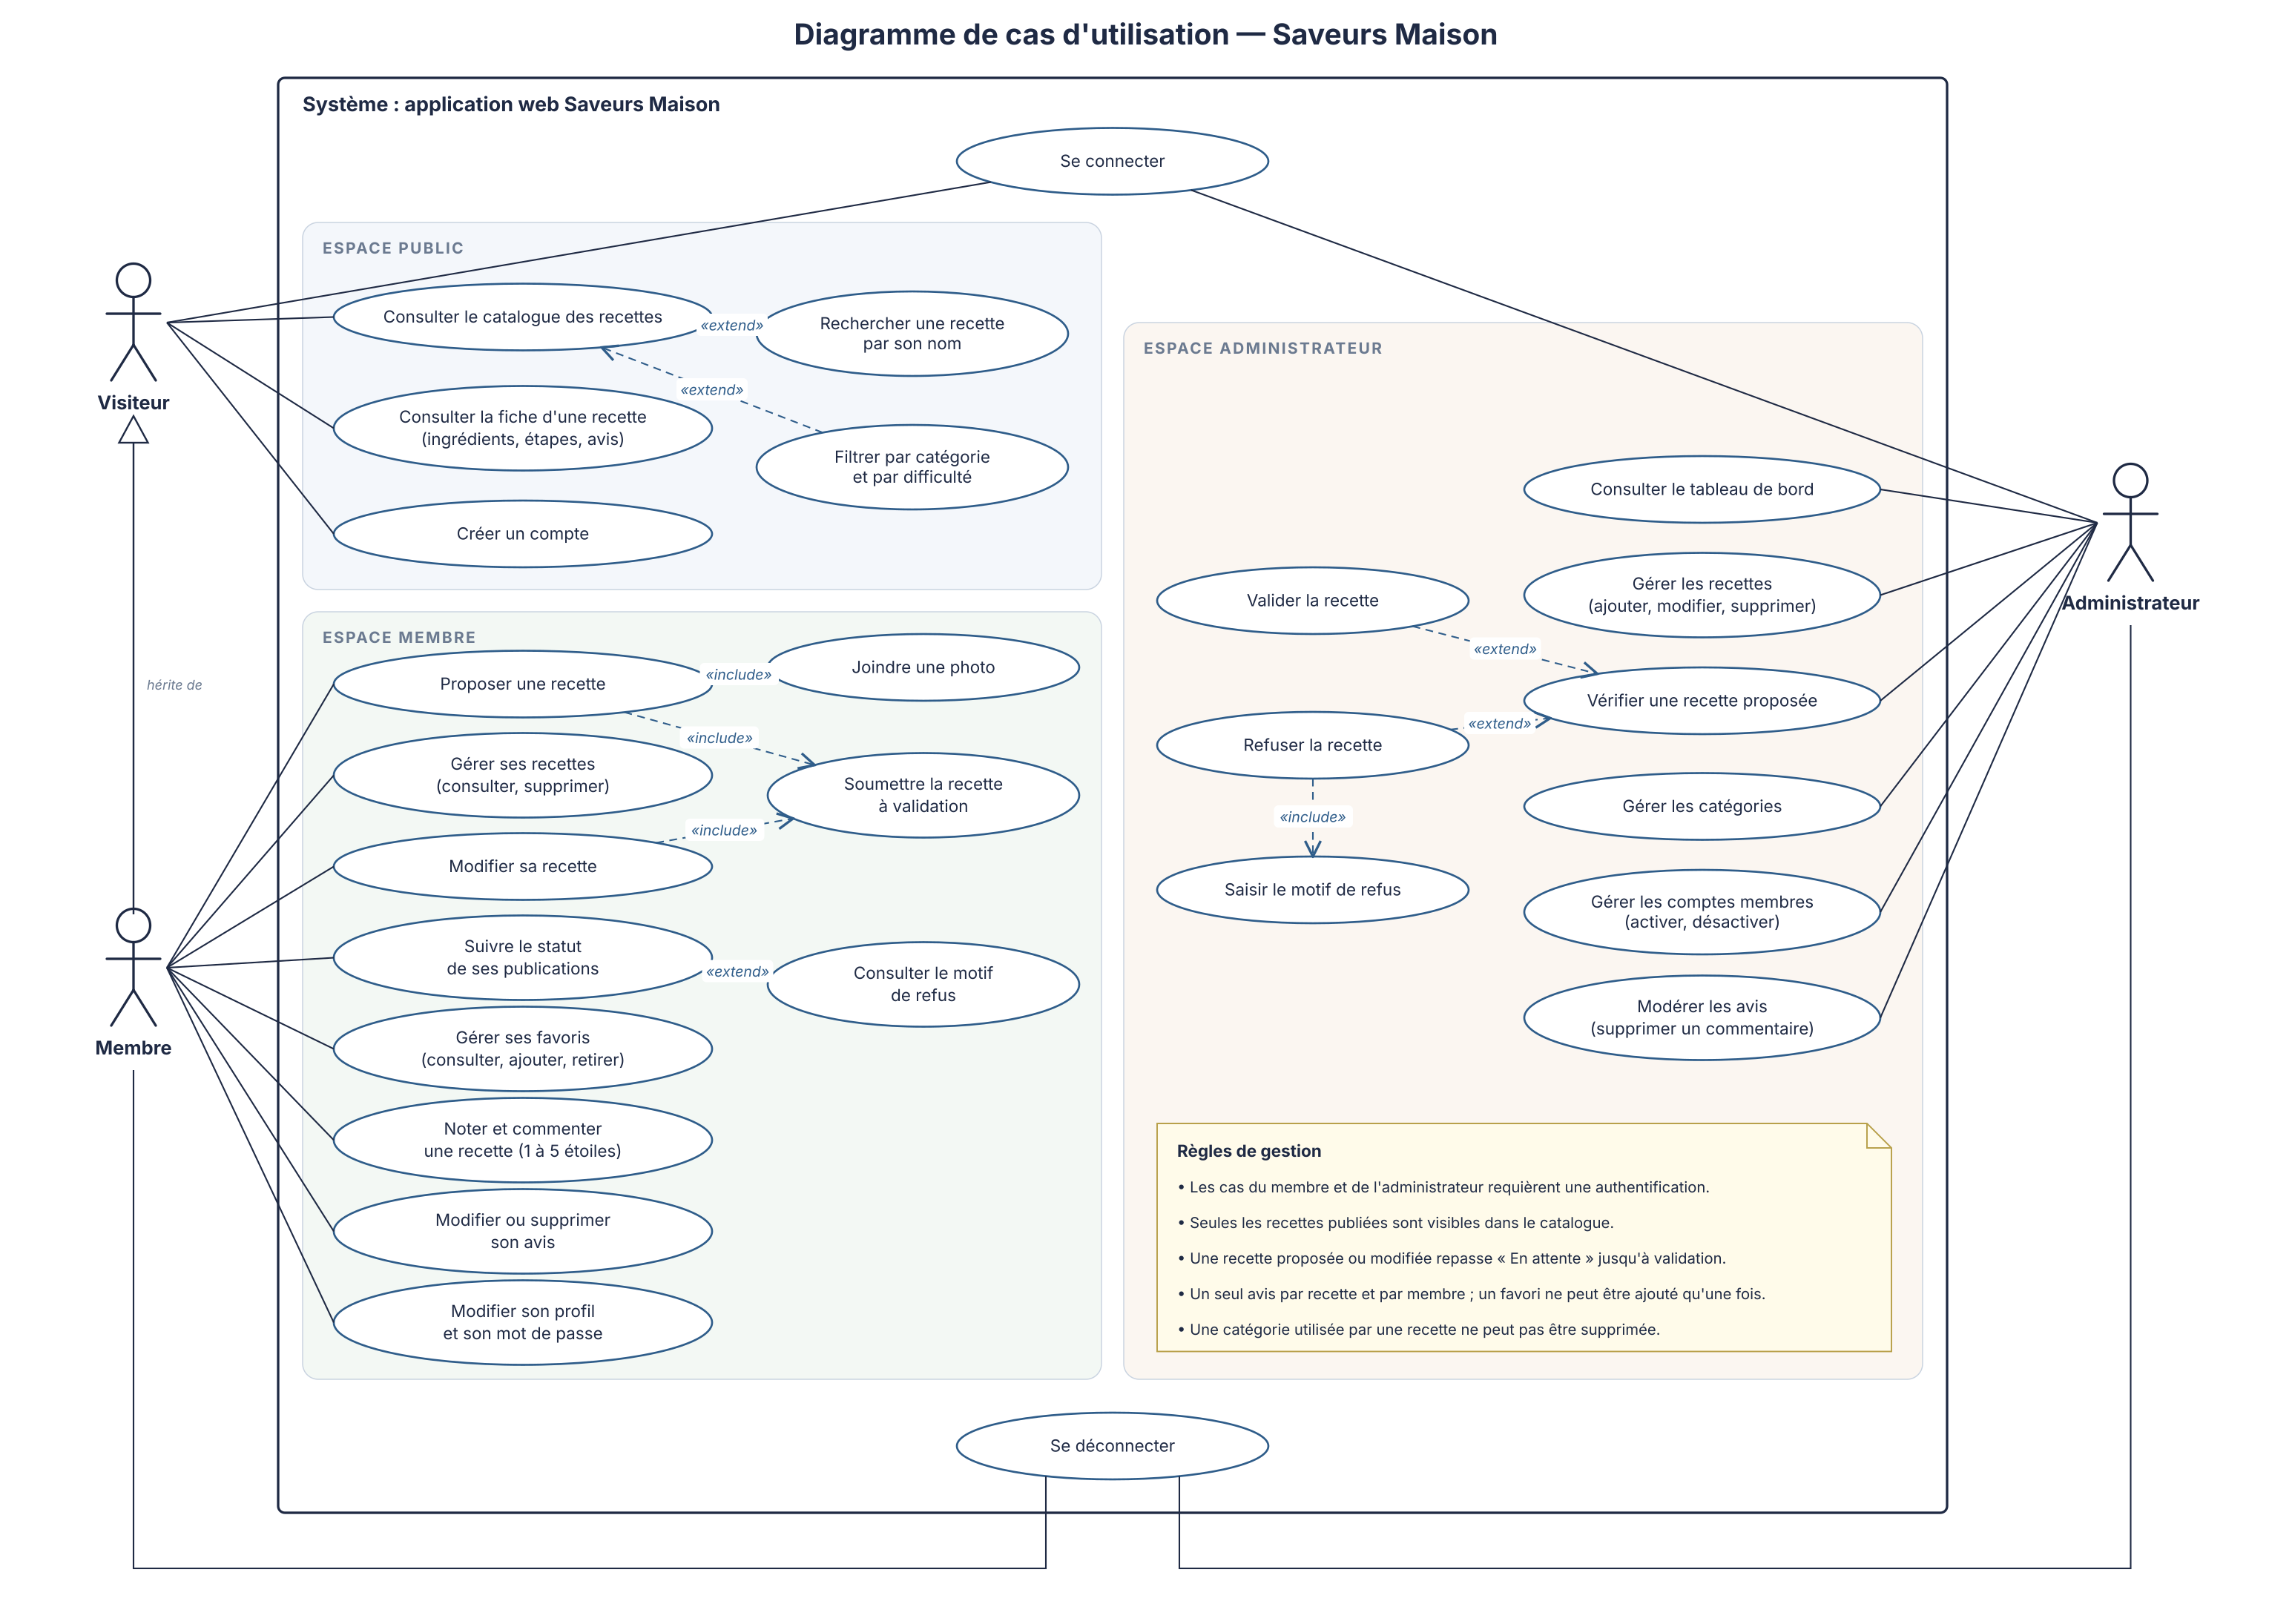 Diagramme de cas d'utilisation — Saveurs Maison
Système : application web Saveurs Maison
Se connecter
ESPACE PUBLIC
Consulter le catalogue des recettes
«extend»
Rechercher une recette
par son nom
«extend»
Consulter la fiche d'une recette
(ingrédients, étapes, avis)
Filtrer par catégorie
et par difficulté
Créer un compte
Visiteur
hérite de
Membre
ESPACE MEMBRE
Proposer une recette
«include»
Joindre une photo
«include»
Gérer ses recettes
(consulter, supprimer)
Soumettre la recette
à validation
«include»
Modifier sa recette
Suivre le statut
de ses publications
«extend»
Consulter le motif
de refus
Gérer ses favoris
(consulter, ajouter, retirer)
Noter et commenter
une recette (1 à 5 étoiles)
Modifier ou supprimer
son avis
Modifier son profil
et son mot de passe
ESPACE ADMINISTRATEUR
Consulter le tableau de bord
Valider la recette
Gérer les recettes
(ajouter, modifier, supprimer)
«extend»
Vérifier une recette proposée
«extend»
Refuser la recette
«include»
Gérer les catégories
Saisir le motif de refus
Gérer les comptes membres
(activer, désactiver)
Modérer les avis
(supprimer un commentaire)
Administrateur
Règles de gestion
• Les cas du membre et de l'administrateur requièrent une authentification.
• Seules les recettes publiées sont visibles dans le catalogue.
• Une recette proposée ou modifiée repasse « En attente » jusqu'à validation.
• Un seul avis par recette et par membre ; un favori ne peut être ajouté qu'une fois.
• Une catégorie utilisée par une recette ne peut pas être supprimée.
Se déconnecter